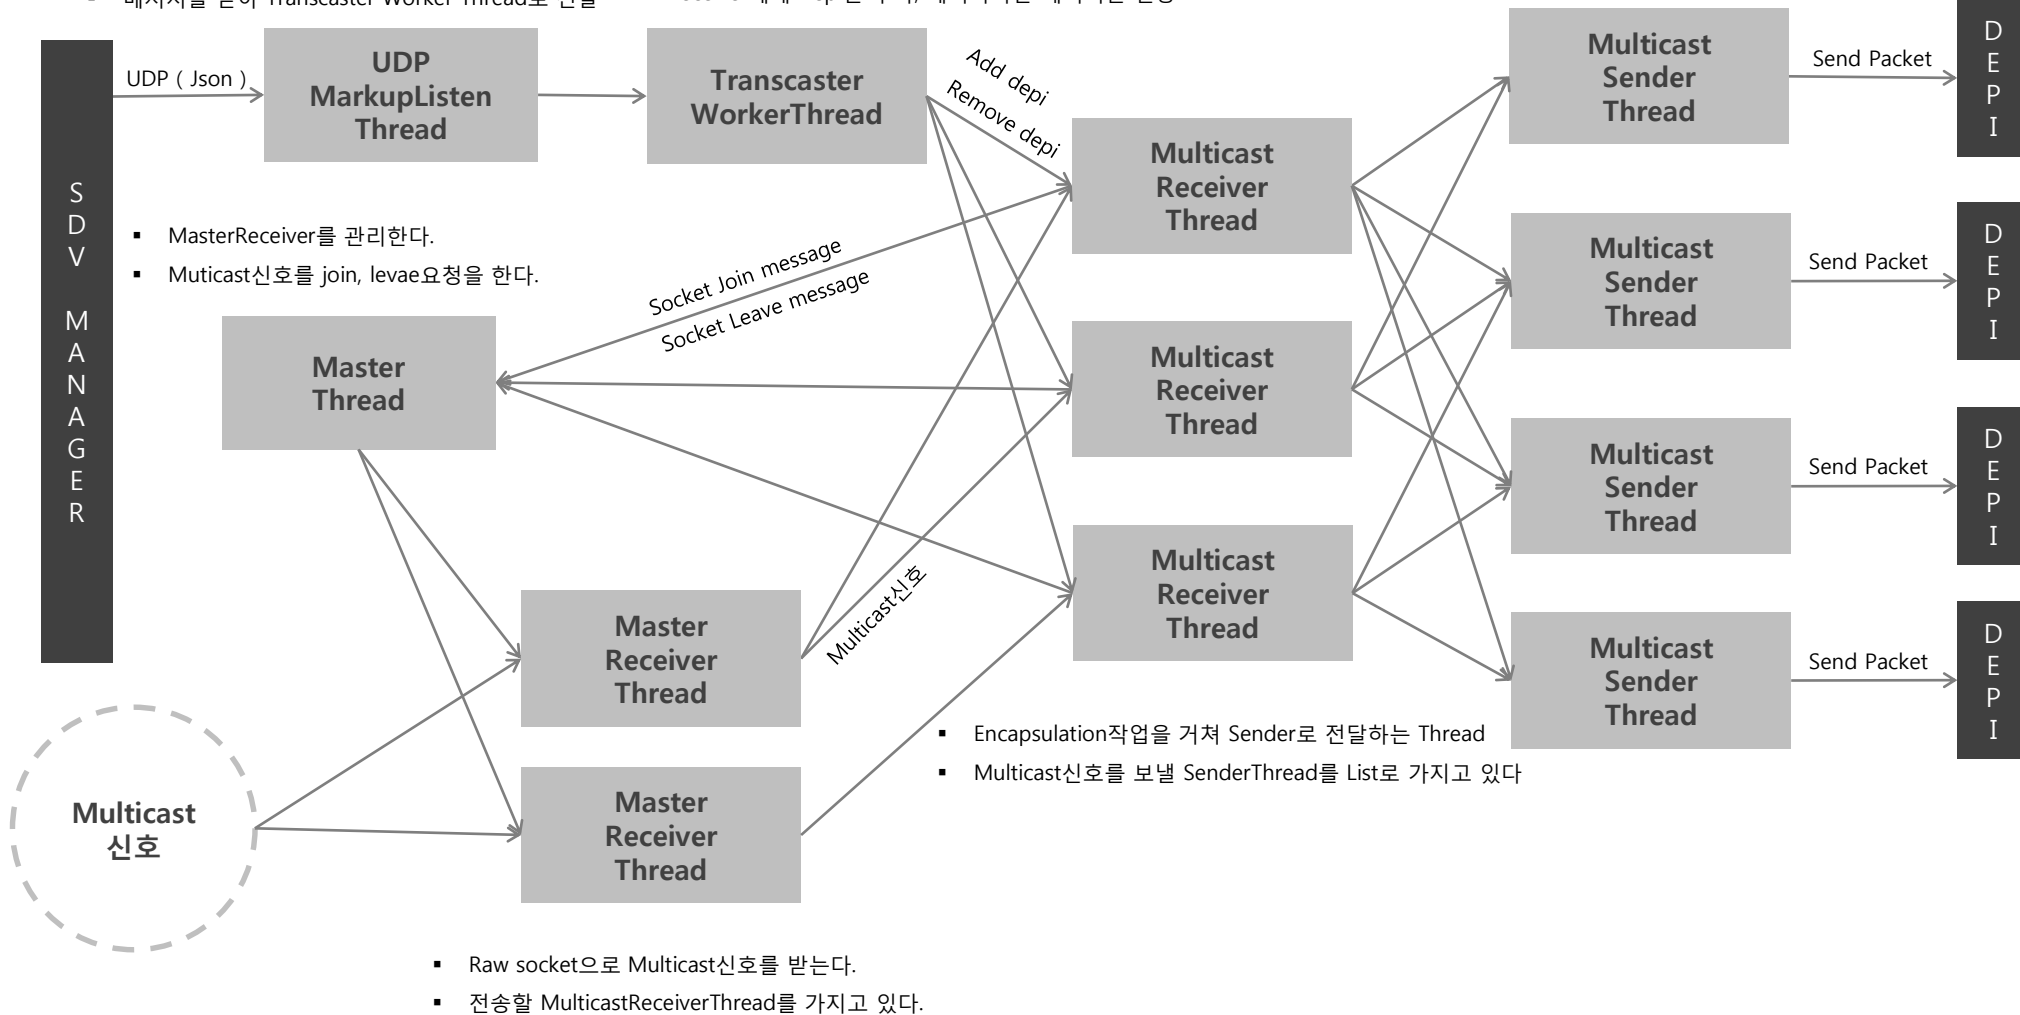 UDP ( Json )
UDP
MarkupListen
Thread
Transcaster
WorkerThread
Add depi
Remove depi
Multicast
Receiver
Thread
Multicast
Receiver
Thread
Multicast
Receiver
Thread
Multicast
Sender
Thread
Multicast
Sender
Thread
Multicast
Sender
Thread
Multicast
Sender
Thread
Send Packet
Send Packet
Send Packet
Send Packet
D
E
P
I
D
E
P
I
D
E
P
I
D
E
P
I
S
D
V
M
A
N
A
G
E
R
▪ MasterReceiver를 관리한다.
▪ Muticast신호를 join, levae요청을 한다.
Socket Join message
Socket Leave message
Master
Thread
Master
Receiver
Thread
Master
Receiver
Thread
Multicast신호
Multicast
신호
▪ Encapsulation작업을 거쳐 Sender로 전달하는 Thread
▪ Multicast신호를 보낼 SenderThread를 List로 가지고 있다
▪ Raw socket으로 Multicast신호를 받는다.
▪ 전송할 MulticastReceiverThread를 가지고 있다.